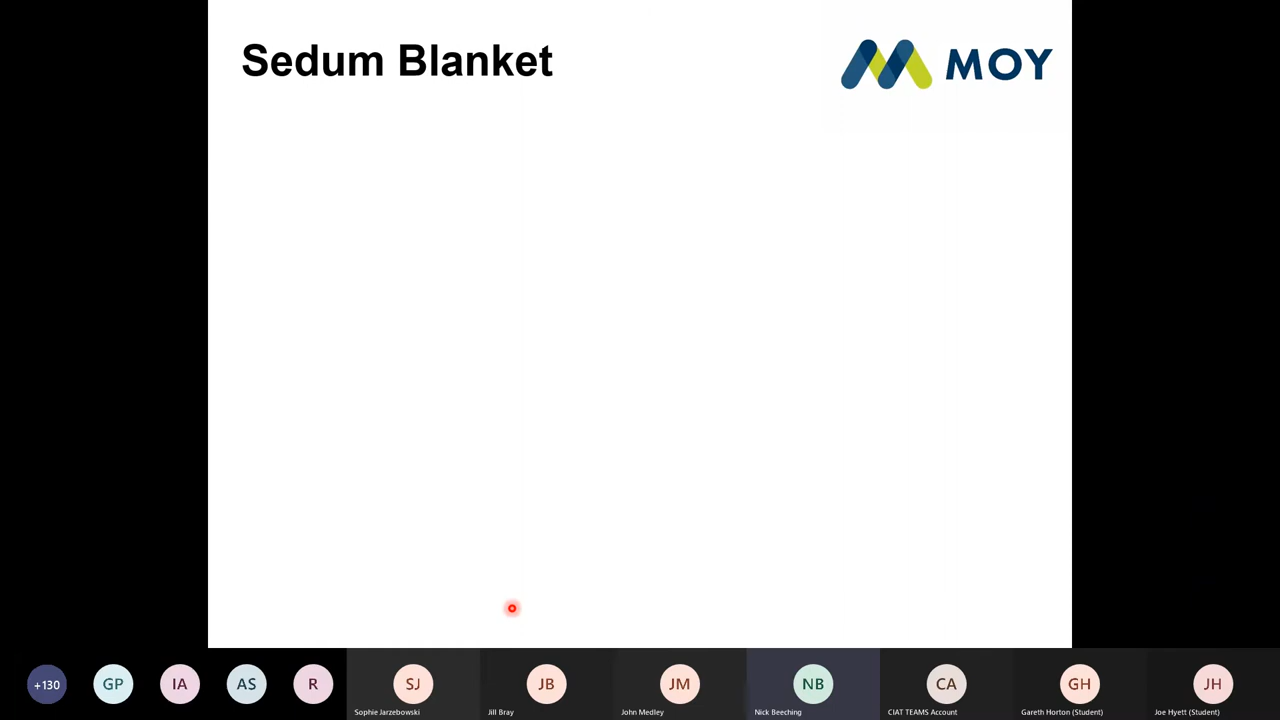 Sedum Blanket
MOY
+130
GP
IA
AS
R
SJ
JB
JM
NB
CA
GH
JH
Sophie Jarzebowski
Jill Bray
John Medley
Nick Beeching
CIAT TEAMS Account
Gareth Horton (Student)
Joe Hyett (Student)